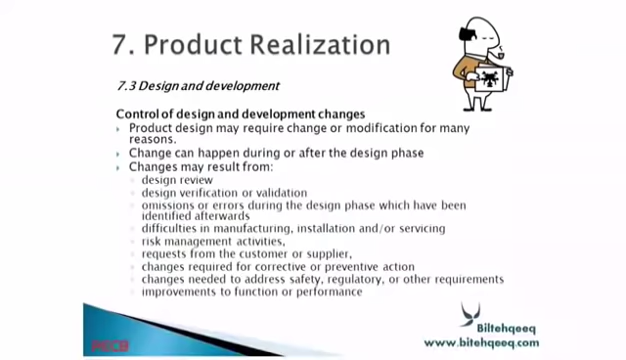 7. Product Realization
7.3 Design and development
Control of design and development changes
Product design may require change or modification for many
reasons.
Change can happen during or after the design phase
Changes may result from:
design review
design verification or validation
omissions or errors during the design phase which have been
identified afterwards
difficulties in manufacturing, installation and/or servicing
risk management activities,
requests from the customer or supplier,
changes required for corrective or preventive action
changes needed to address safety, regulatory, or other requirements
improvements to function or performance
PECB
Biltehqeeq
www.bitehqeeq.com